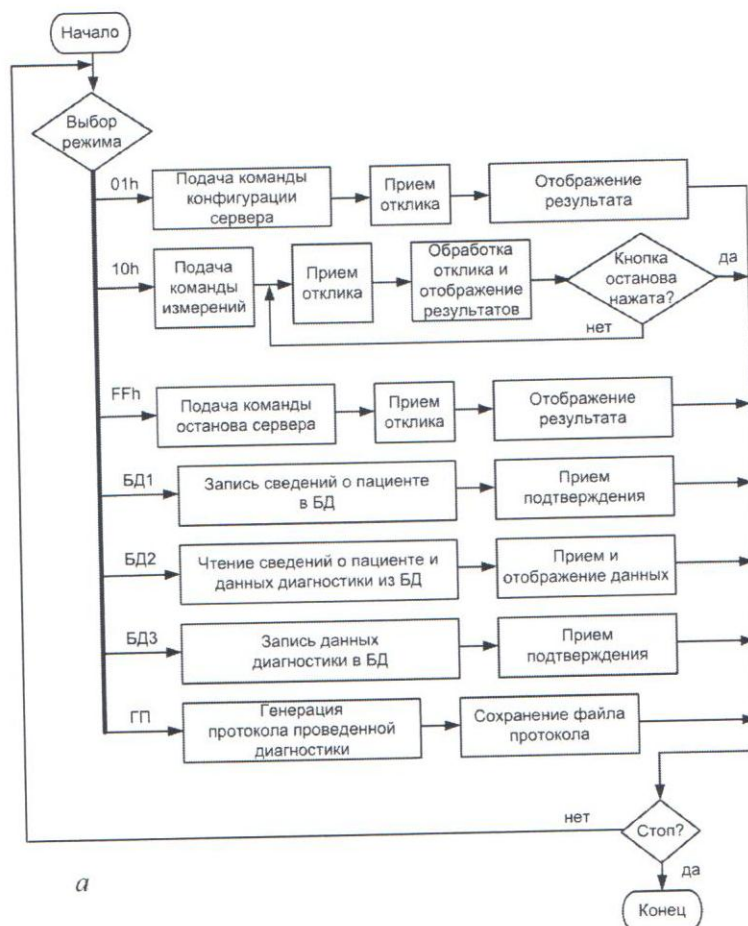 Начало
Выбор
режима
01h
Подача команды
конфигурации
сервера
Прием
отклика
Отображение
результата
10h
Подача
команды
измерений
Прием
отклика
Обработка
отклика и
отображение
результатов
Кнопка
останова
нажата?
да
нет
FFh
Подача команды
останова сервера
Прием
отклика
Отображение
результата
БД1
Запись сведений о пациенте
в БД
Прием
подтверждения
БД2
Чтение сведений о пациенте и
данных диагностики из БД
Прием и
отображение данных
БД3
Запись данных
диагностики в БД
Прием
подтверждения
ГП
Генерация
протокола проведенной
диагностики
Сохранение файла
протокола
нет
Стоп?
да
а
Конец